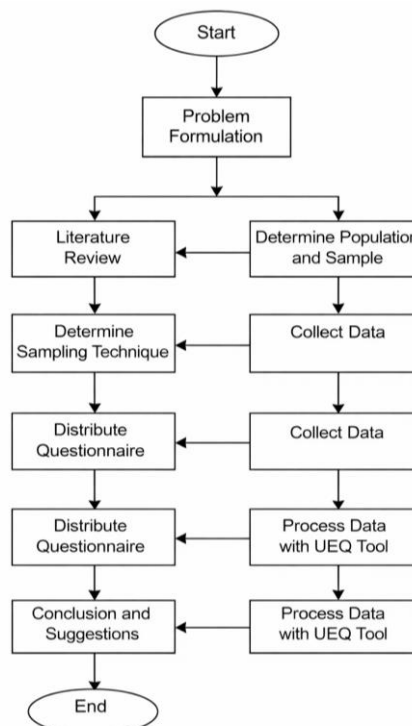 Start
Problem
Formulation
Literature
Review
Determine Population
and Sample
Determine
Sampling Technique
Collect Data
Distribute
Questionnaire
Collect Data
Distribute
Questionnaire
Process Data
with UEQ Tool
Conclusion and
Suggestions
Process Data
with UEQ Tool
End